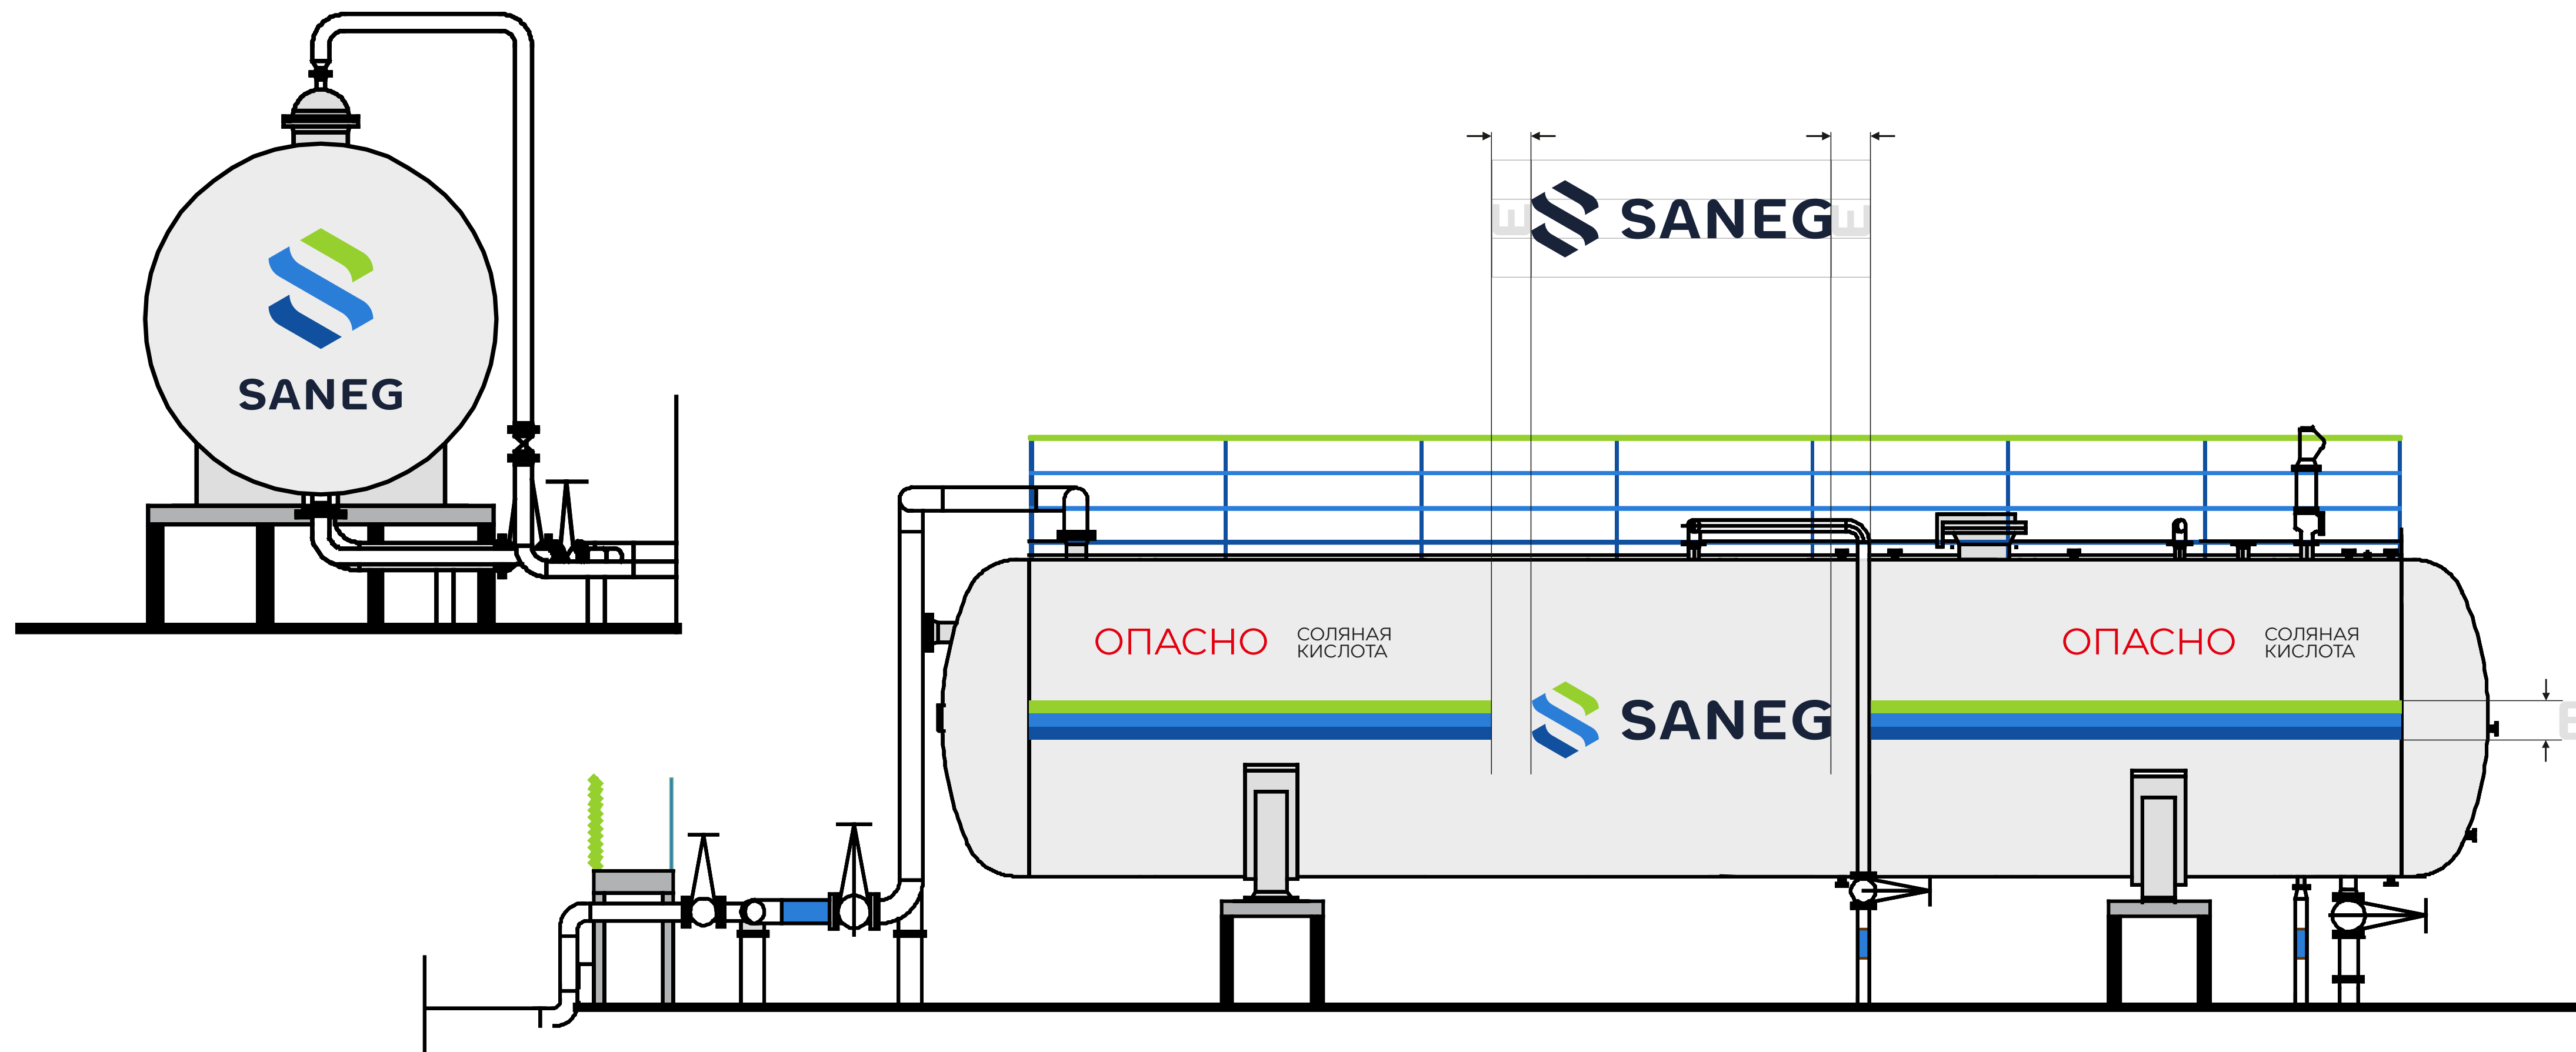 SANEG
E SANEG E
ОПАСНО
СОЛЯНАЯ
КИСЛОТА
SANEG
ОПАСНО
СОЛЯНАЯ
КИСЛОТА
E